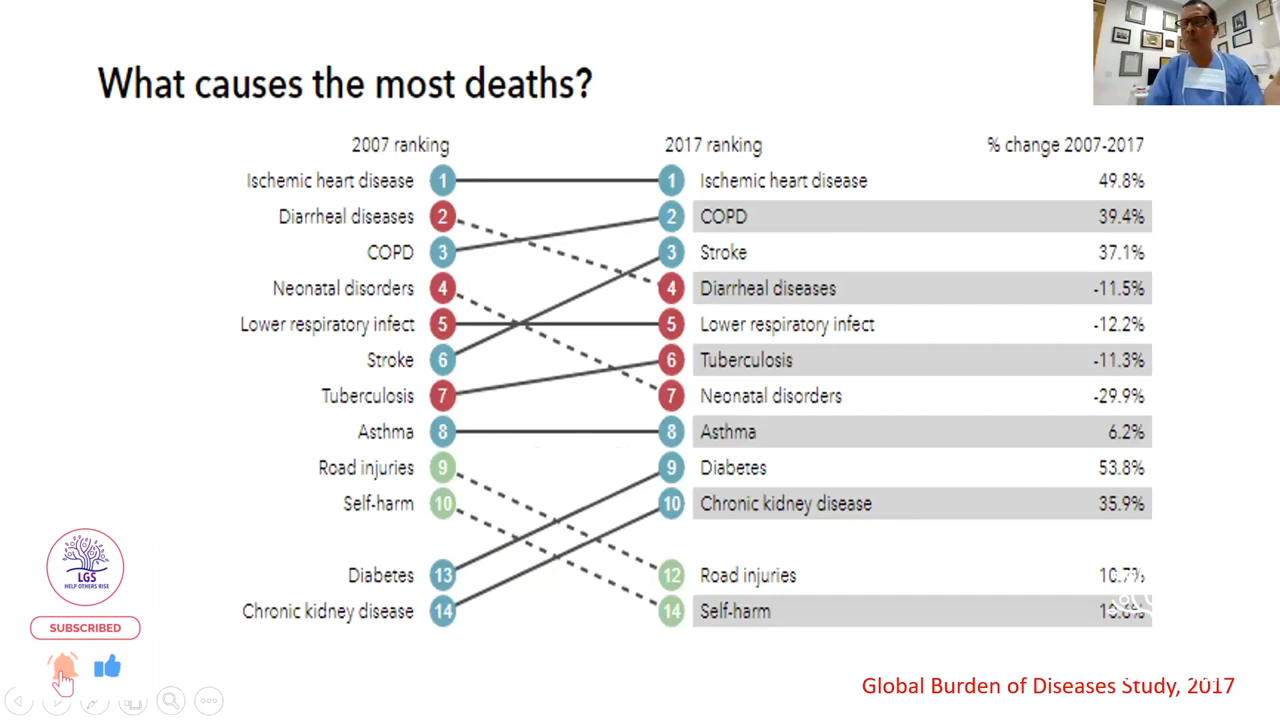 What causes the most deaths?
2007 ranking 2017 ranking % change 2007-2017
Ischemic heart disease 1 1 Ischemic heart disease 49.8%
Diarrheal diseases 2 2 COPD 39.4%
COPD 3 3 Stroke 37.1%
Neonatal disorders 4 4 Diarrheal diseases -11.5%
Lower respiratory infect 5 5 Lower respiratory infect -12.2%
Stroke 6 6 Tuberculosis -11.3%
Tuberculosis 7 7 Neonatal disorders -29.9%
Asthma 8 8 Asthma 6.2%
Road injuries 9 9 Diabetes 53.8%
Self-harm 10 10 Chronic kidney disease 35.9%
Diabetes 13 12 Road injuries
Chronic kidney disease 14 14 Self-harm
LGS
HELP OTHERS RISE
SUBSCRIBED
Global Burden of Diseases Study, 2017